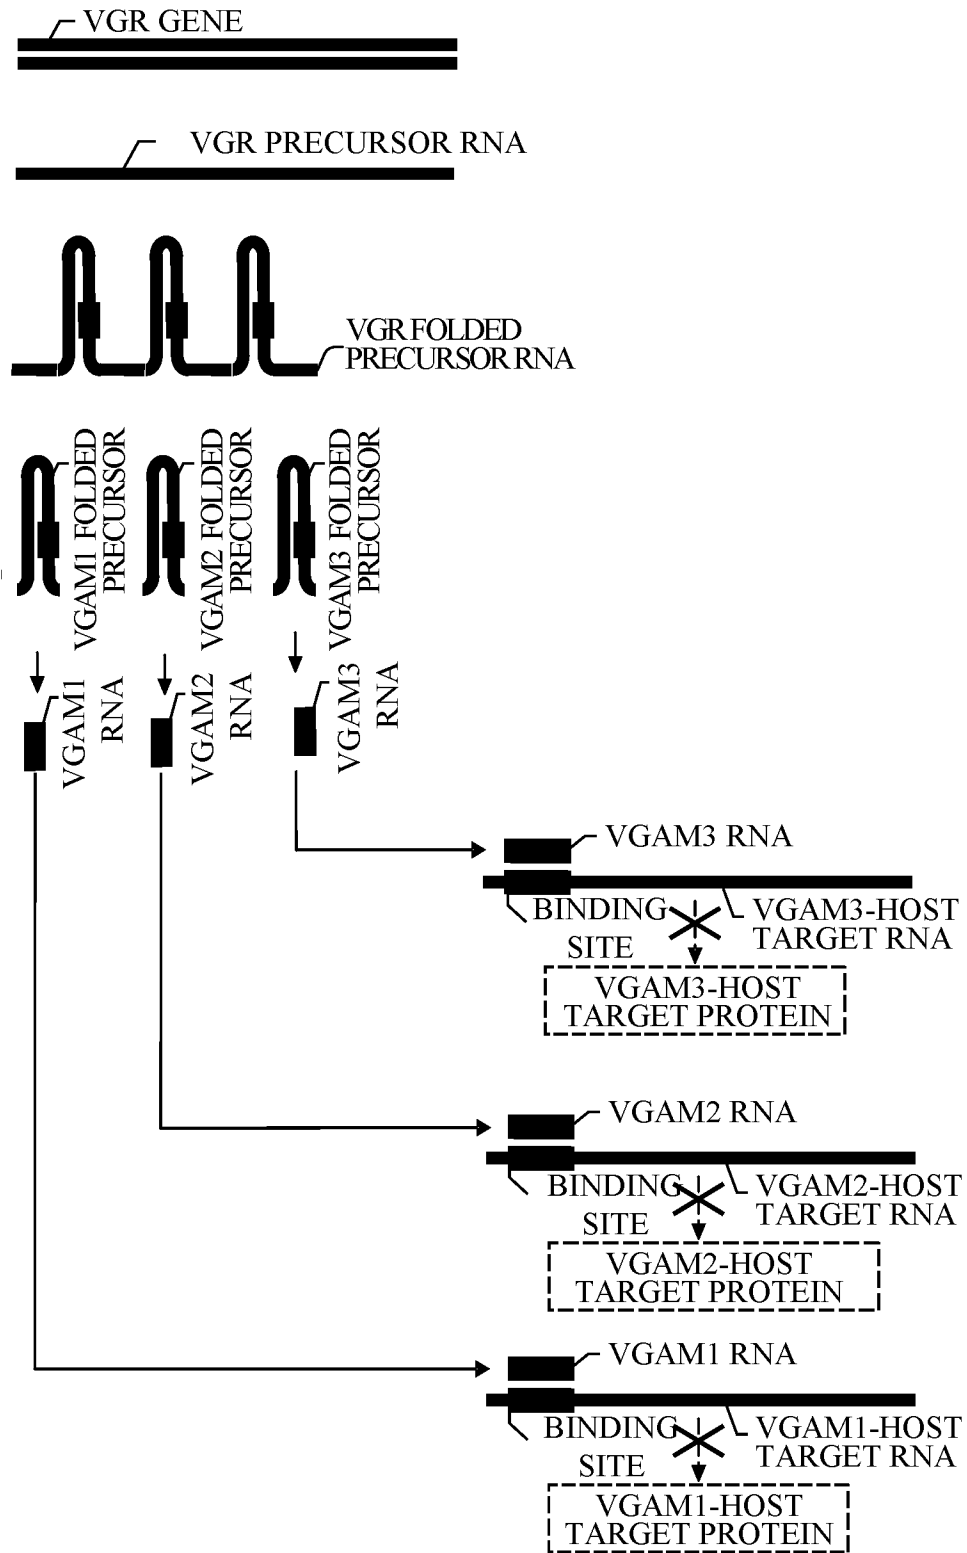 VGR GENE
VGR PRECURSOR RNA
VGR FOLDED
PRECURSOR RNA
VGAM1 FOLDED
PRECURSOR
VGAM2 FOLDED
PRECURSOR
VGAM3 FOLDED
PRECURSOR
VGAM1
RNA
VGAM2
RNA
VGAM3
RNA
VGAM3 RNA
BINDING
SITE
VGAM3-HOST
TARGET RNA
VGAM3-HOST
TARGET PROTEIN
VGAM2 RNA
BINDING
SITE
VGAM2-HOST
TARGET RNA
VGAM2-HOST
TARGET PROTEIN
VGAM1 RNA
BINDING
SITE
VGAM1-HOST
TARGET RNA
VGAM1-HOST
TARGET PROTEIN